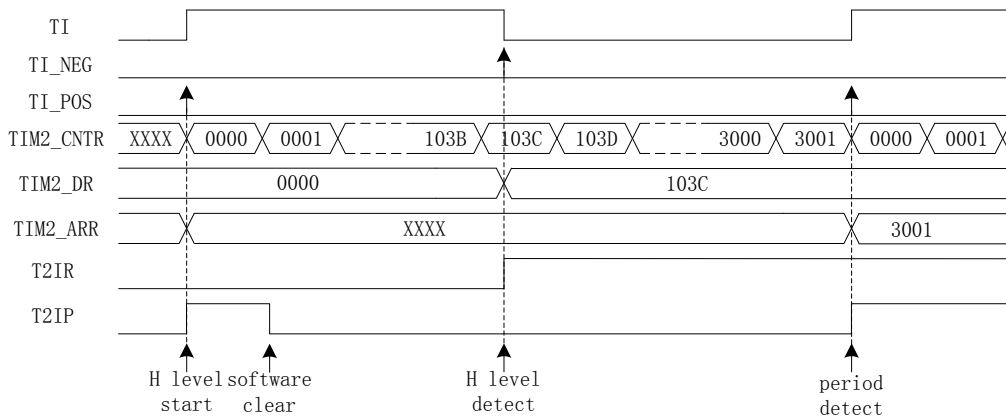 TI
TI_NEG
TI_POS
TIM2_CNTR XXXX 0000 0001 103B 103C 103D 3000 3001 0000 0001
TIM2_DR 0000 103C
TIM2_ARR XXXX 3001
T2IR
T2IP
H level start
software clear
H level detect
period detect